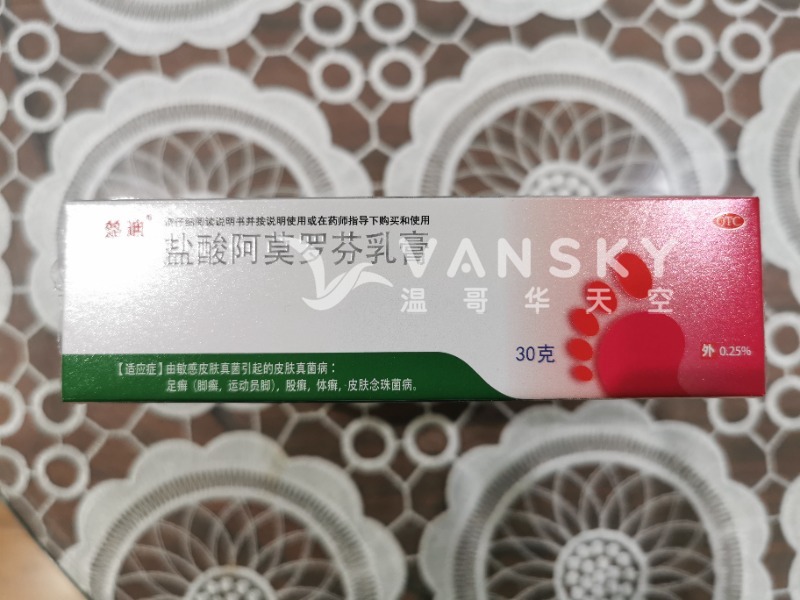 請仔细阅读说明书并按说明使用或在药师指导下购买和使用
盐酸阿莫罗芬乳膏
OTC
VANSKY
温哥华天空
30克
外 0.25%
【适应症】由敏感皮肤真菌引起的皮肤真菌病：
足癣（脚癣，运动员脚），股癣，体癣，皮肤念珠菌病。